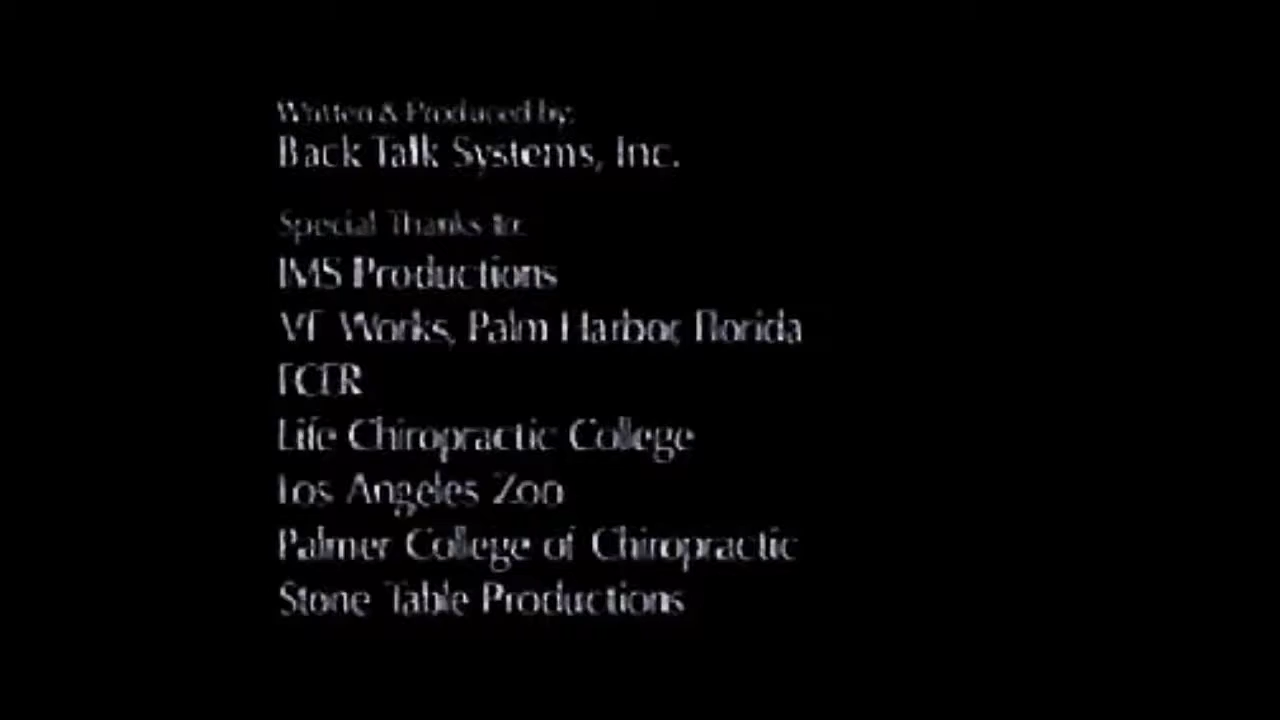 Written & Produced by:
Back Talk Systems, Inc.
Special Thanks to:
IMS Productions
Works, Palm Harbor, Florida
FCER
Life Chiropractic College
Los Angeles Zoo
Palmer College of Chiropractic
Stone Table Productions